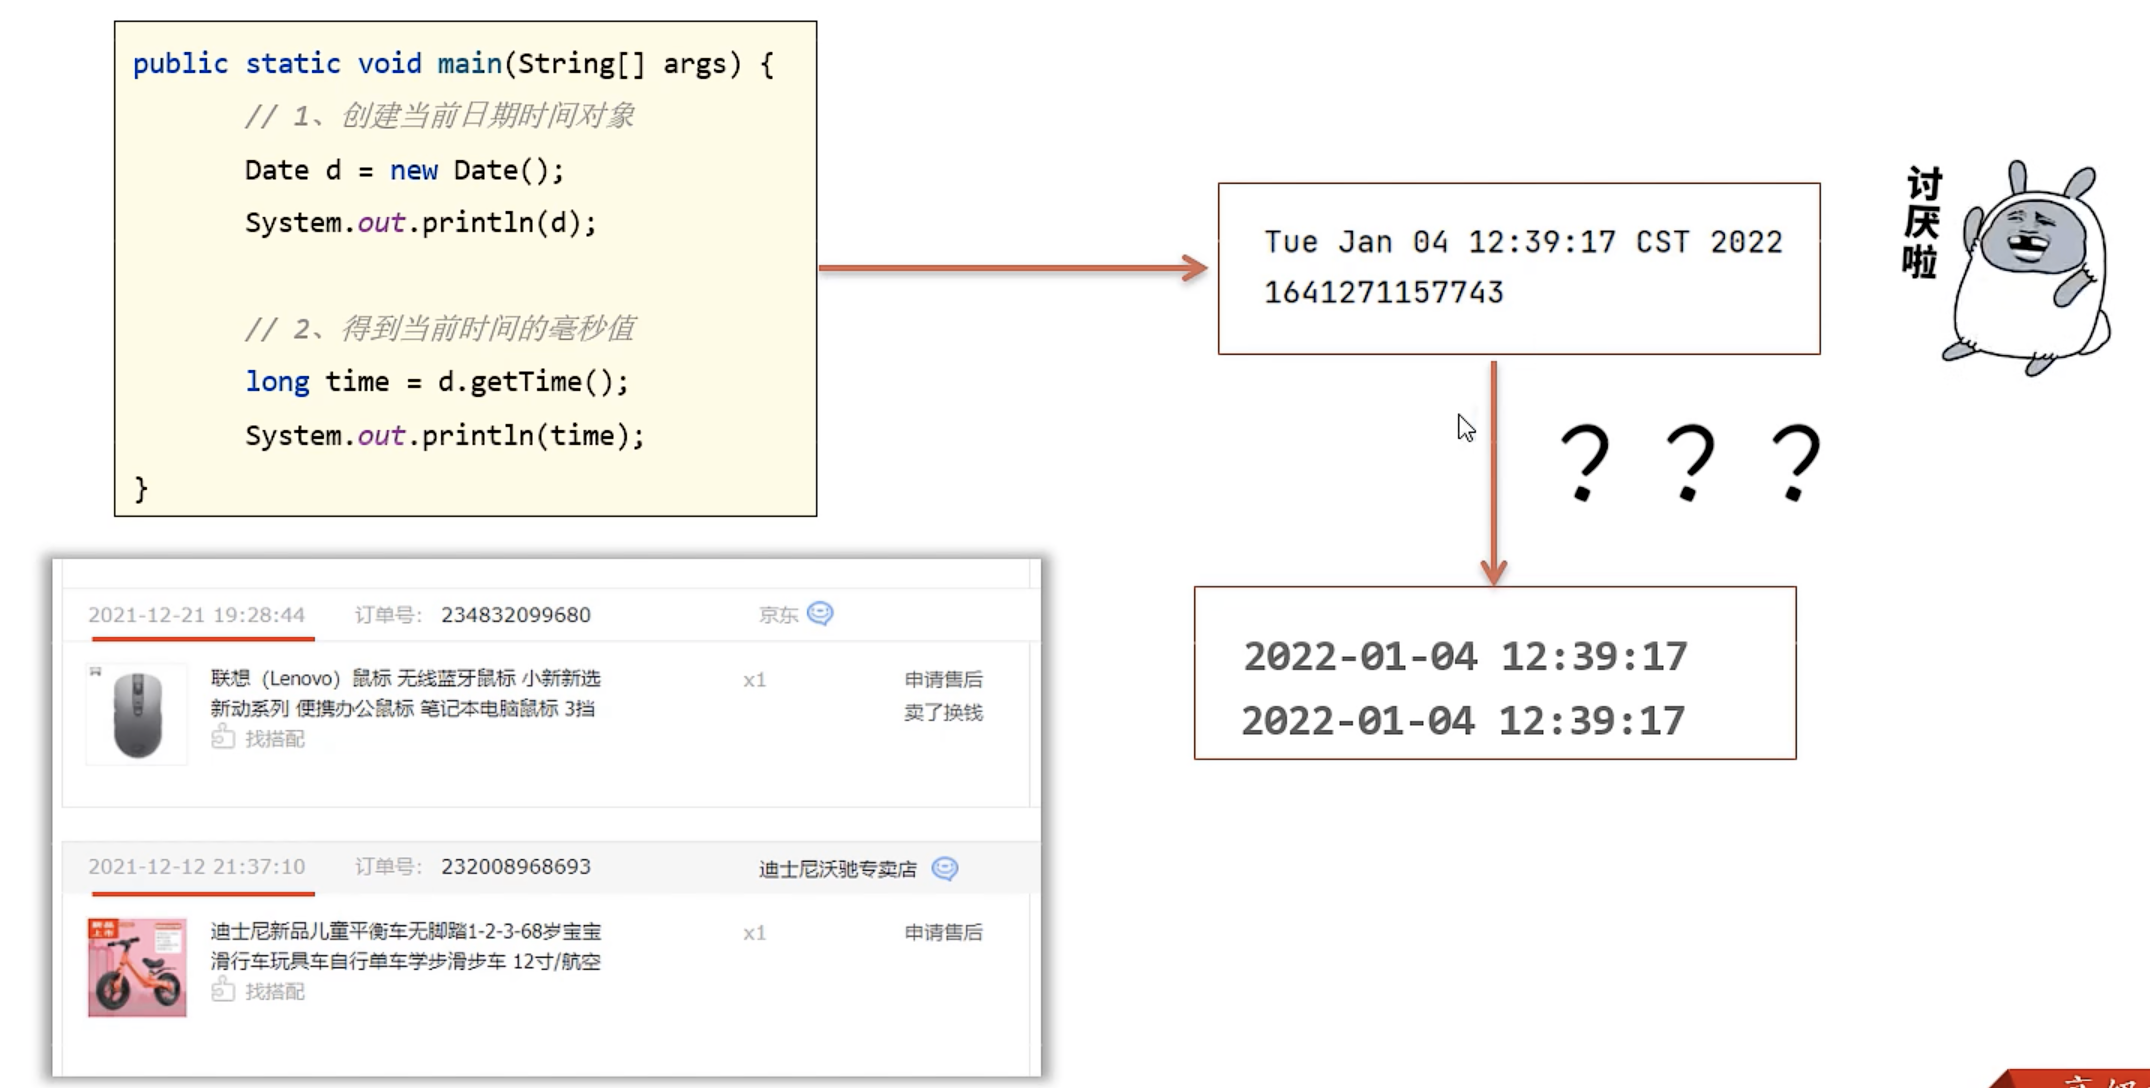 public static void main(String[] args) {
// 1、创建当前日期时间对象
Date d = new Date();
System.out.println(d);
// 2、得到当前时间的毫秒值
long time = d.getTime();
System.out.println(time);
}
Tue Jan 04 12:39:17 CST 2022
1641271157743
讨厌啦
? ? ?
2022-01-04 12:39:17
2022-01-04 12:39:17
2021-12-21 19:28:44 订单号: 234832099680 京东
联想（Lenovo）鼠标 无线蓝牙鼠标 小新新选 x1 申请售后
新动系列 便携办公鼠标 笔记本电脑鼠标 3挡 卖了换钱
找搭配
2021-12-12 21:37:10 订单号: 232008968693 迪士尼沃驰专卖店
迪士尼新品儿童平衡车无脚踏1-2-3-68岁宝宝 x1 申请售后
滑行车玩具车自行单车学步滑步车 12寸/航空
找搭配